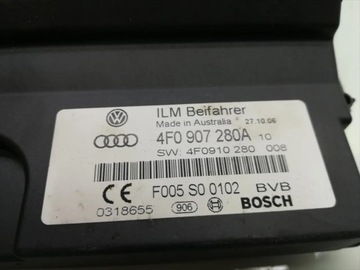 ILM Beifahrer
Made in Australia 27.10.06
4F0 907 280A 10
SW: 4F0910 280 008
F005 S0 0102 BVB
0318655 906 BOSCH